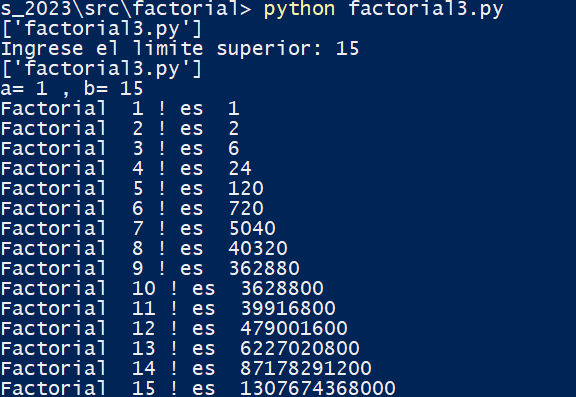 s_2023\src\factorial> python factorial3.py
['factorial3.py']
Ingrese el limite superior: 15
['factorial3.py']
a= 1 , b= 15
Factorial  1 ! es  1
Factorial  2 ! es  2
Factorial  3 ! es  6
Factorial  4 ! es  24
Factorial  5 ! es  120
Factorial  6 ! es  720
Factorial  7 ! es  5040
Factorial  8 ! es  40320
Factorial  9 ! es  362880
Factorial  10 ! es  3628800
Factorial  11 ! es  39916800
Factorial  12 ! es  479001600
Factorial  13 ! es  6227020800
Factorial  14 ! es  87178291200
Factorial  15 ! es  1307674368000